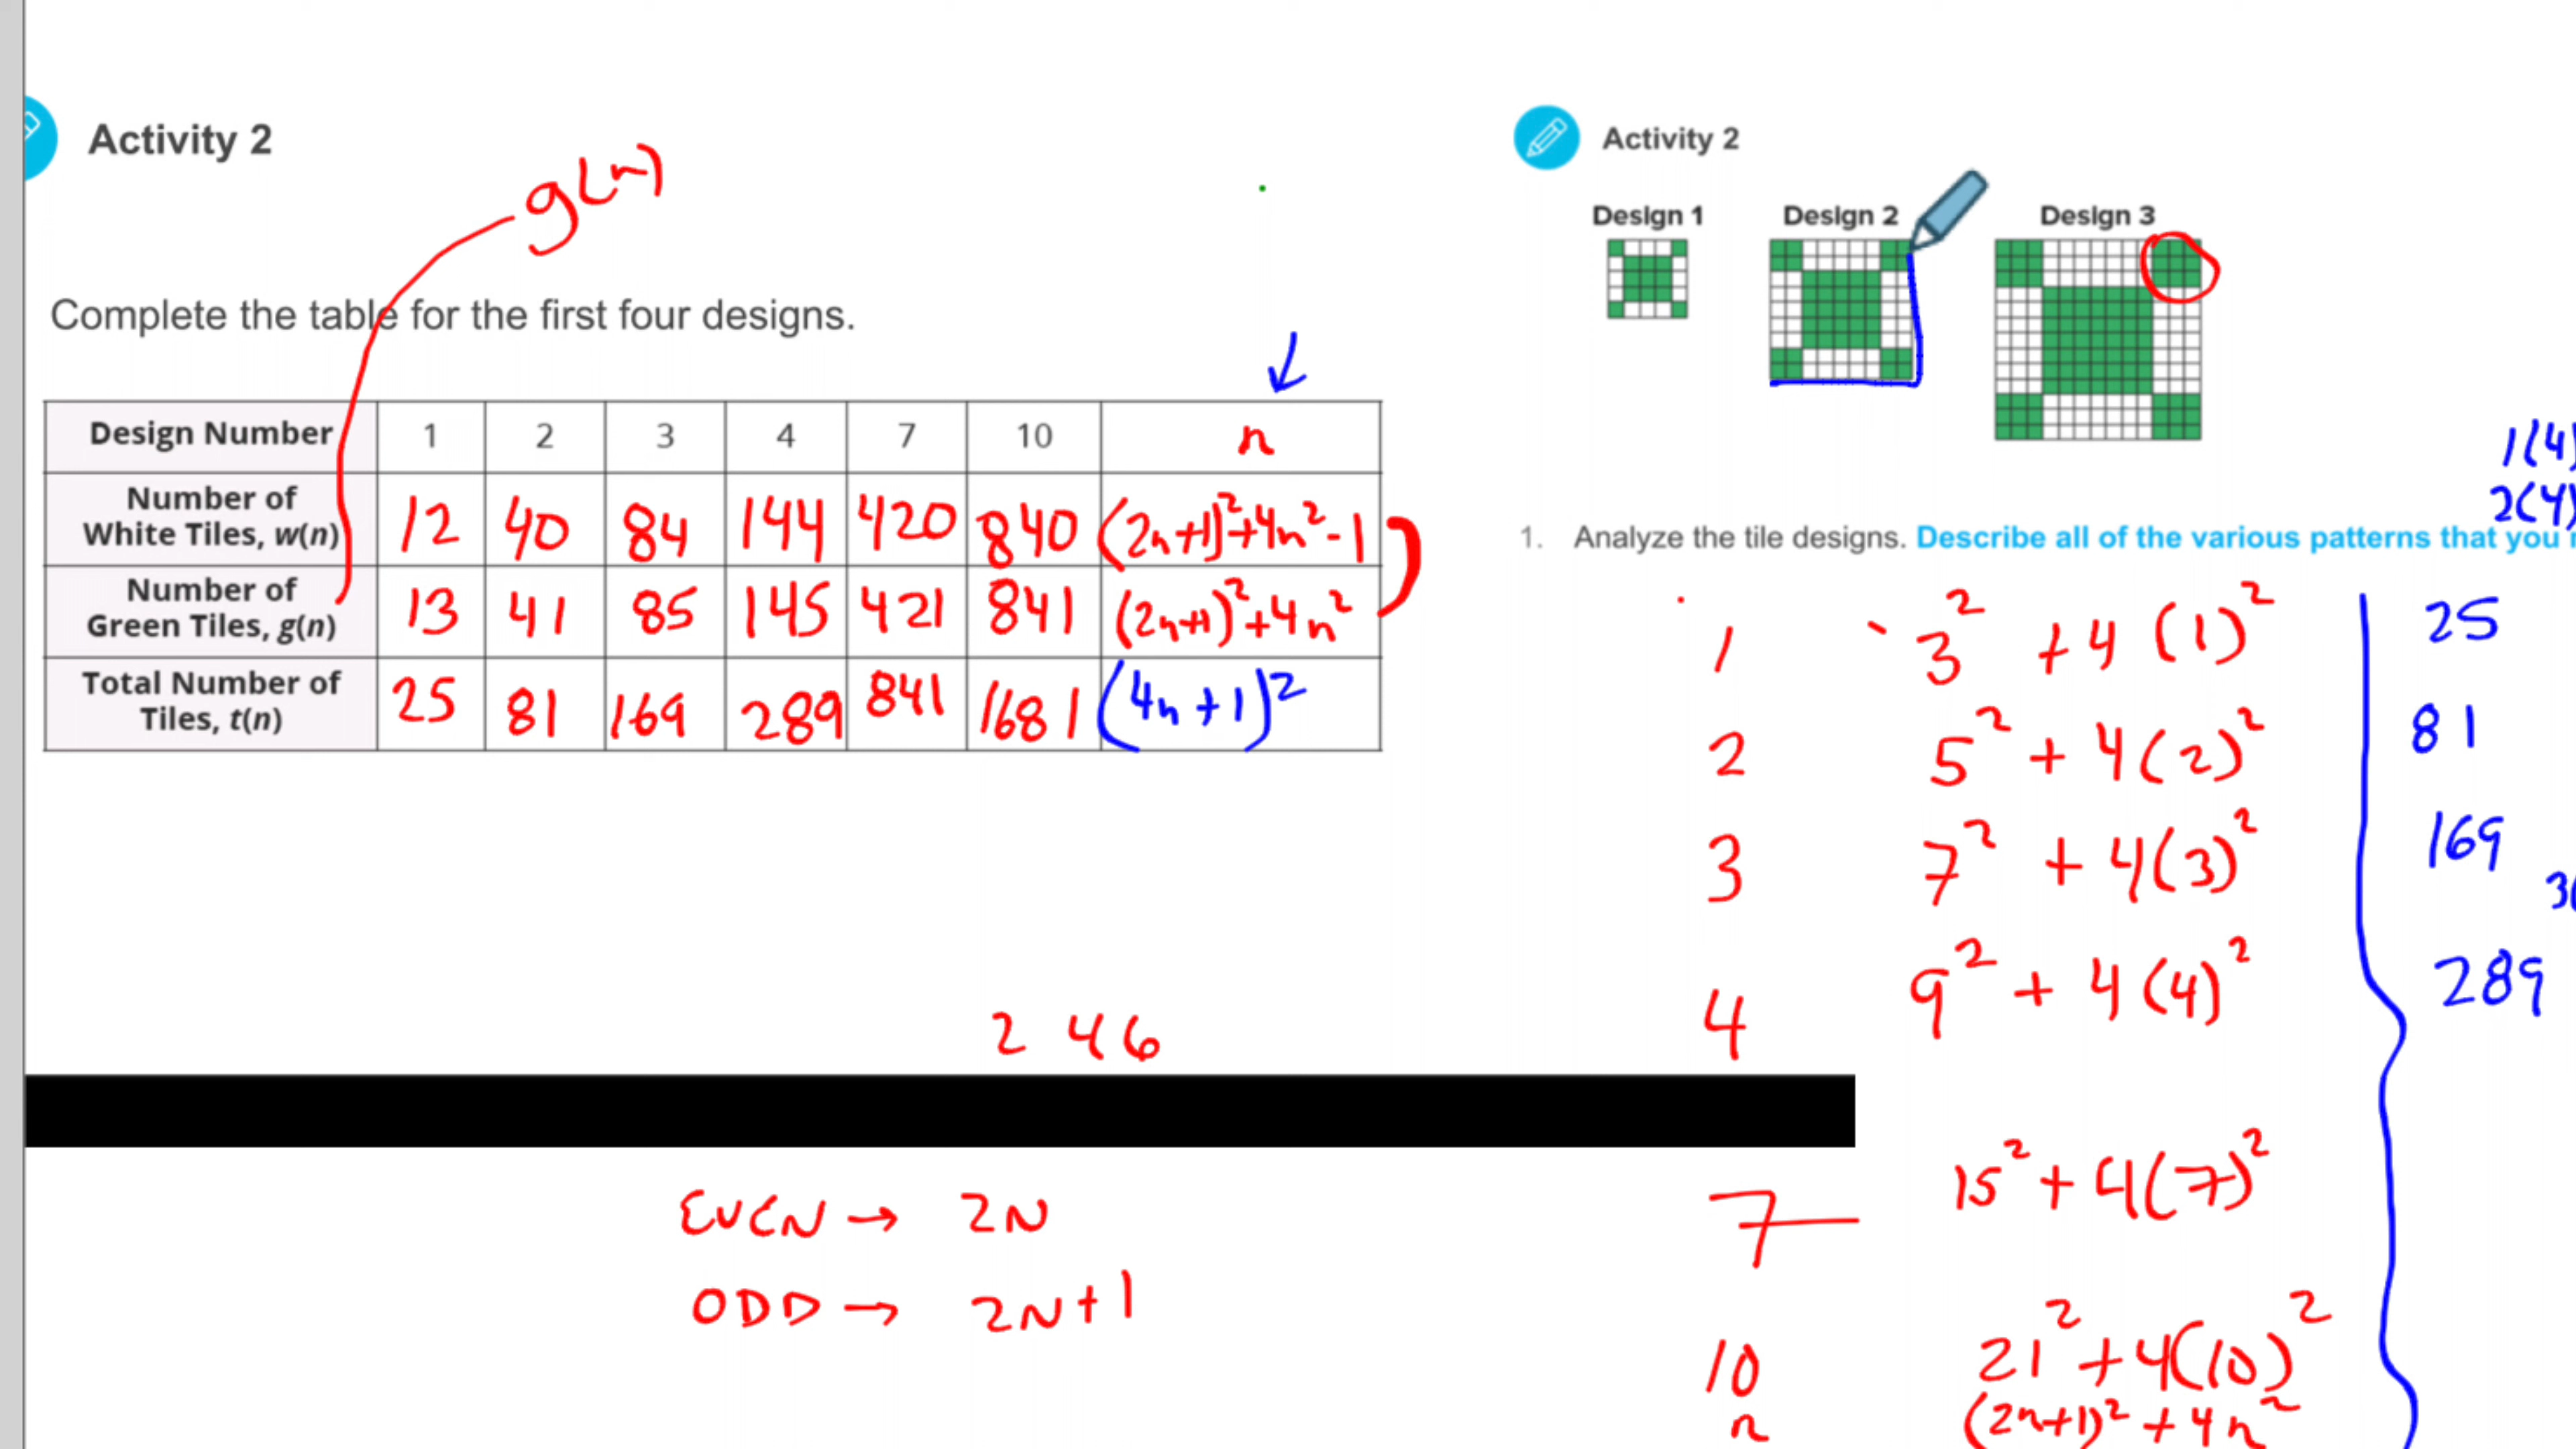 Activity 2
g(n)
Complete the table for the first four designs.
Design Number 1 2 3 4 7 10 n
Number of White Tiles, w(n) 12 40 84 144 420 840 (2n+1)²+4n²-1
Number of Green Tiles, g(n) 13 41 85 145 421 841 (2n+1)²+4n²
Total Number of Tiles, t(n) 25 81 169 289 841 1681 (4n+1)²
2 4 6
EVEN → 2N
ODD → 2N+1
Activity 2
Design 1 Design 2 Design 3
1(4)
2(4)
1. Analyze the tile designs. Describe all of the various patterns that you
1 3² + 4(1)² 25
2 5² + 4(2)² 81
3 7² + 4(3)² 169
3(
4 9² + 4(4)² 289
7 15² + 4(7)²
10 21² + 4(10)²
n (2n+1)² + 4n²